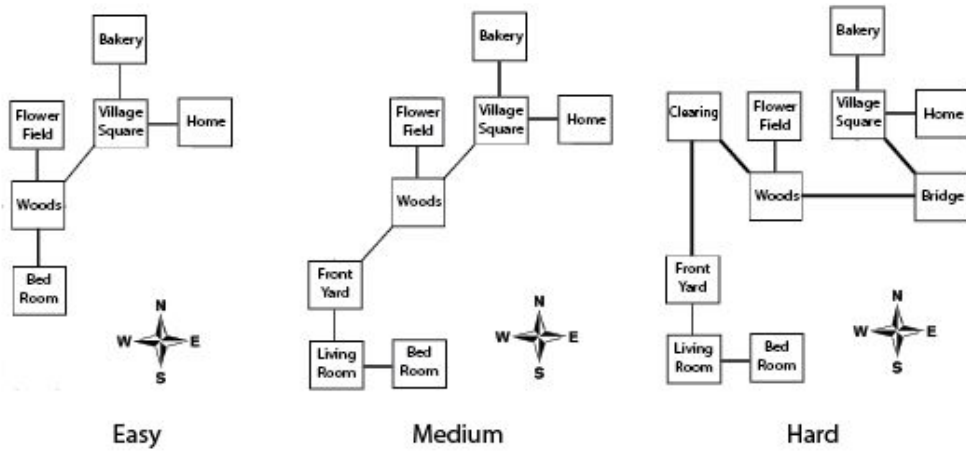 Bakery
Flower
Field
Village
Square
Home
Woods
Bed
Room
N
W
E
S
Easy
Bakery
Flower
Field
Village
Square
Home
Woods
Front
Yard
Living
Room
Bed
Room
N
W
E
S
Medium
Bakery
Clearing
Flower
Field
Village
Square
Home
Woods
Bridge
Front
Yard
Living
Room
Bed
Room
N
W
E
S
Hard